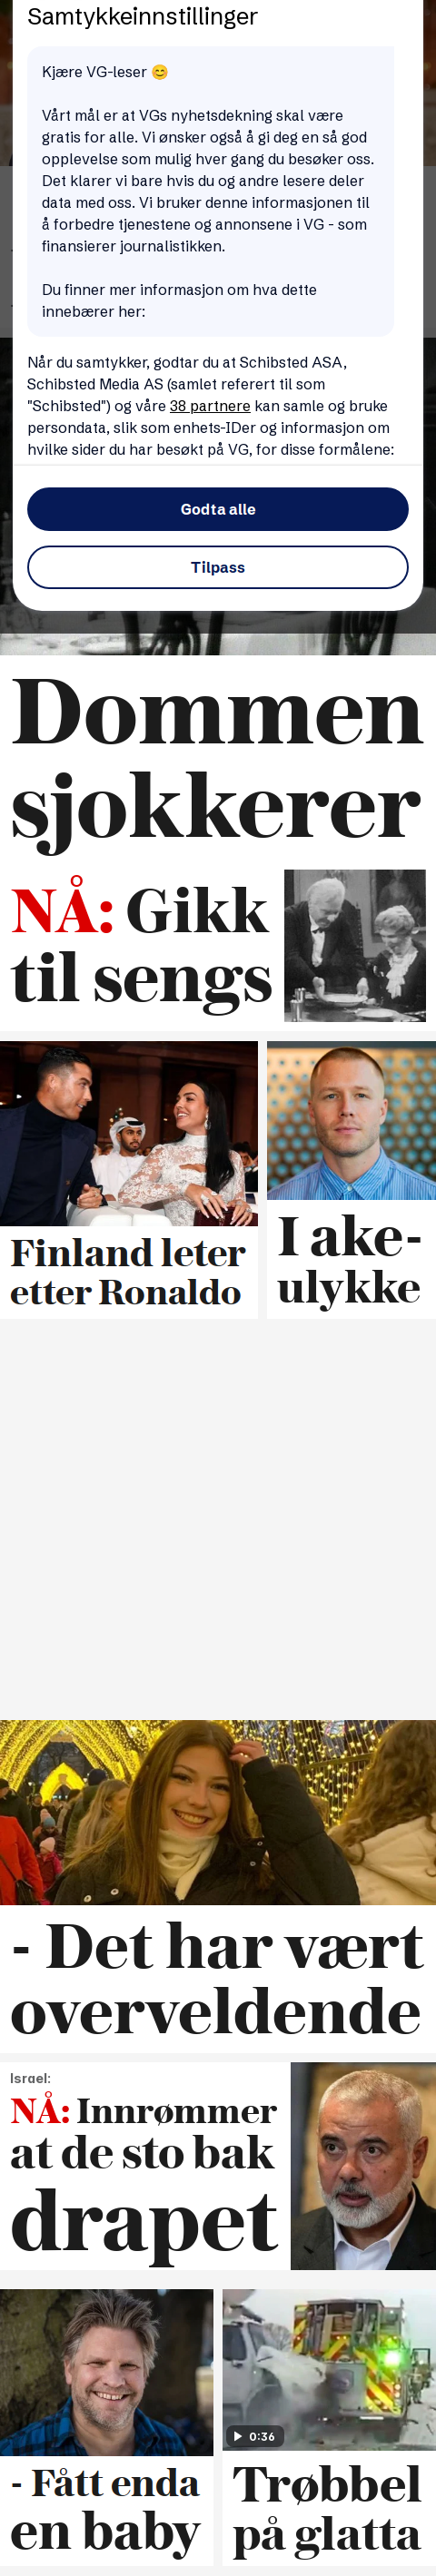 Samtykkeinnstillinger
Kjære VG-leser 😊
Vårt mål er at VGs nyhetsdekning skal være
gratis for alle. Vi ønsker også å gi deg en så god
opplevelse som mulig hver gang du besøker oss.
Det klarer vi bare hvis du og andre lesere deler
data med oss. Vi bruker denne informasjonen til
å forbedre tjenestene og annonsene i VG - som
finansierer journalistikken.
Du finner mer informasjon om hva dette
innebærer her:
Når du samtykker, godtar du at Schibsted ASA,
Schibsted Media AS (samlet referert til som
"Schibsted") og våre 38 partnere kan samle og bruke
persondata, slik som enhets-IDer og informasjon om
hvilke sider du har besøkt på VG, for disse formålene:
Godta alle
Tilpass
Dommen
sjokkerer
NÅ: Gikk
til sengs
Finland leter
etter Ronaldo
I ake-
ulykke
- Det har vært
overveldende
Israel:
NÅ: Innrømmer
at de sto bak
drapet
- Fått enda
en baby
0:36
Trøbbel
på glatta